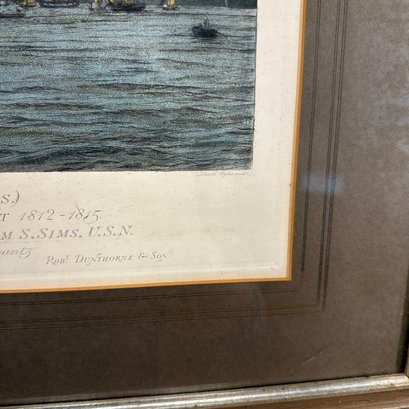 S.)
T 1812-1815.
M S. SIMS, U.S.N.
ROBT. DUNTHORNE & SON